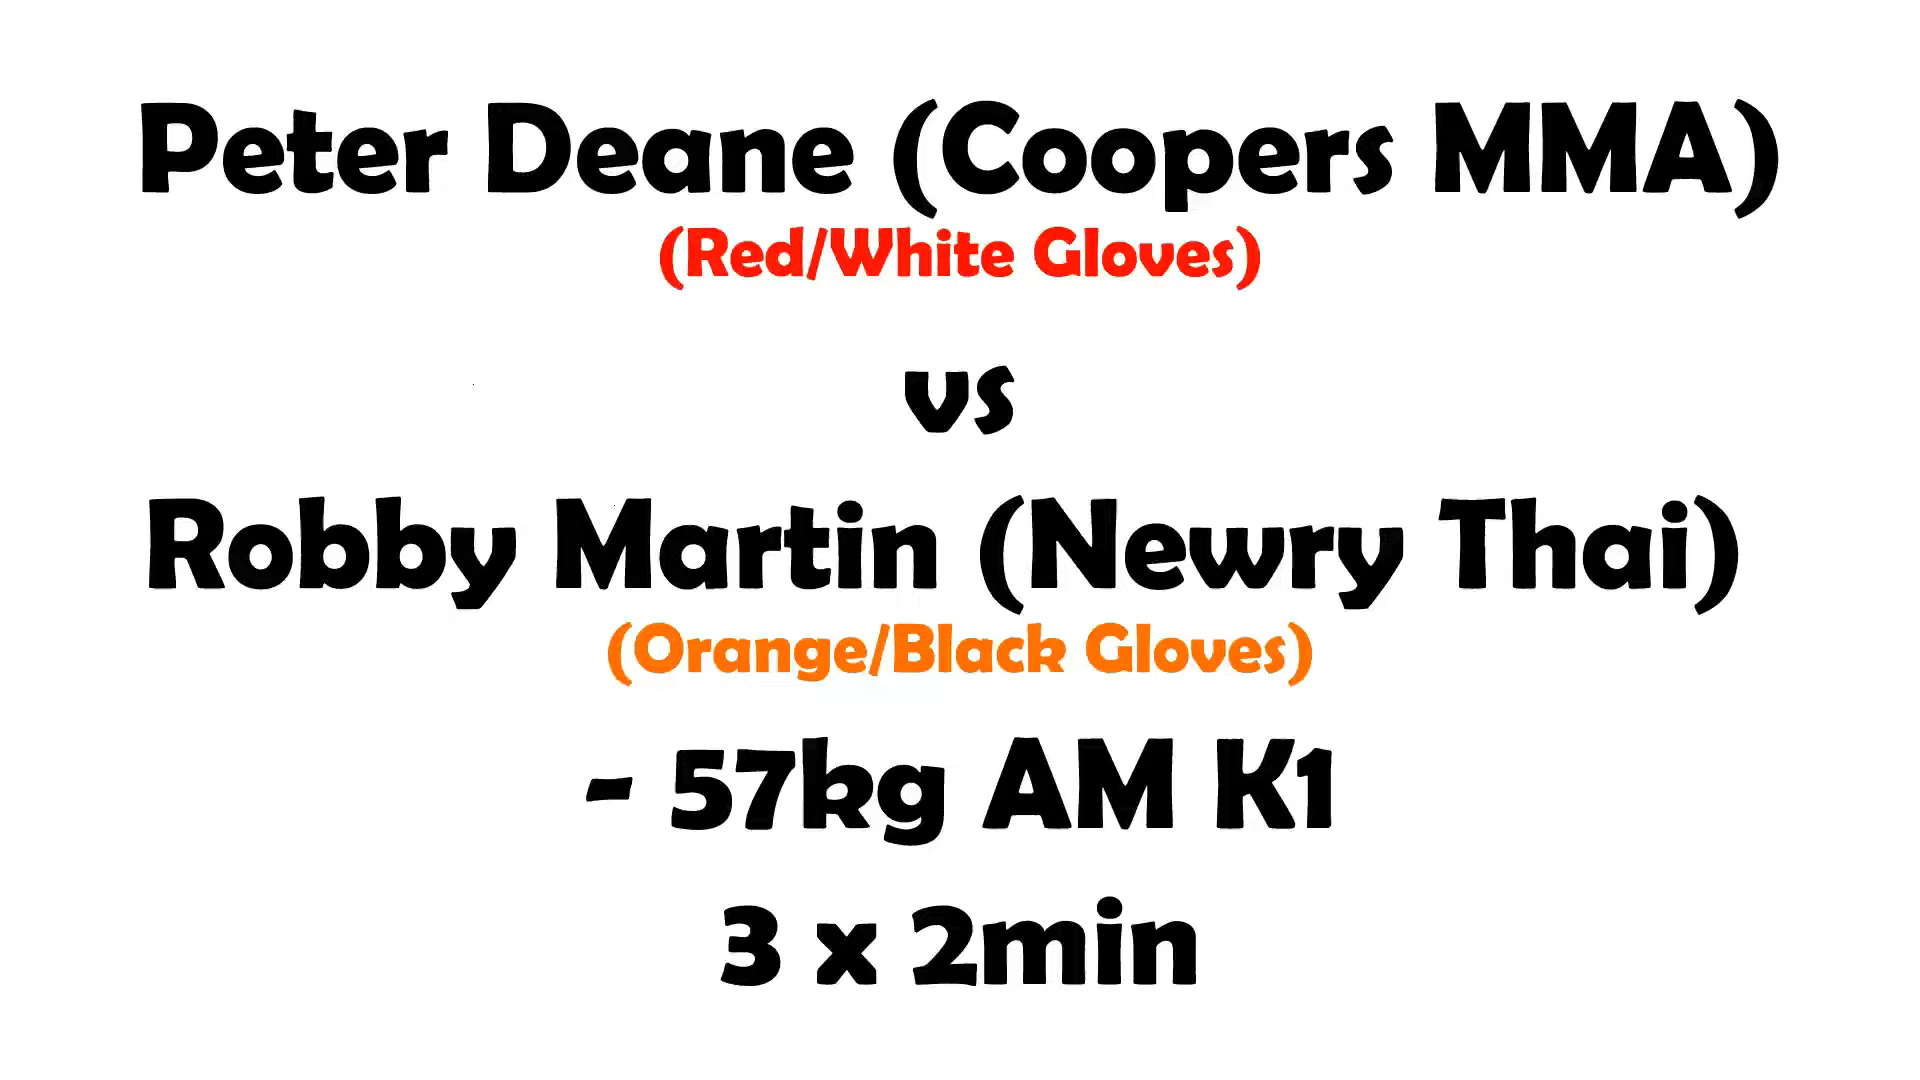 Peter Deane (Coopers MMA)
(Red/White Gloves)
vs
Robby Martin (Newry Thai)
(Orange/Black Gloves)
- 57kg AM K1
3 x 2min